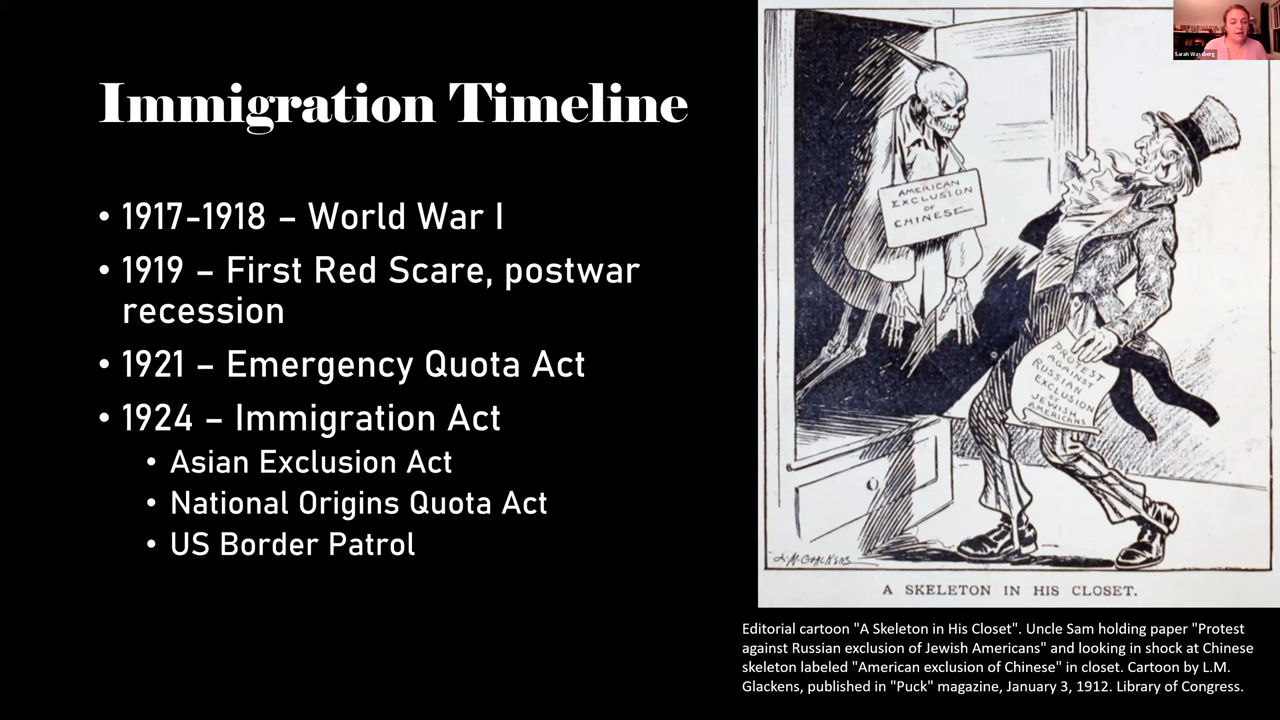 Immigration Timeline
• 1917-1918 – World War I
• 1919 – First Red Scare, postwar
recession
• 1921 – Emergency Quota Act
• 1924 – Immigration Act
• Asian Exclusion Act
• National Origins Quota Act
• US Border Patrol
AMERICAN
EXCLUSION
OF
CHINESE
PROTEST
AGAINST
RUSSIAN
EXCLUSION
OF
JEWISH
AMERICANS
L.M. GLACKENS
A SKELETON IN HIS CLOSET.
Editorial cartoon "A Skeleton in His Closet". Uncle Sam holding paper "Protest
against Russian exclusion of Jewish Americans" and looking in shock at Chinese
skeleton labeled "American exclusion of Chinese" in closet. Cartoon by L.M.
Glackens, published in "Puck" magazine, January 3, 1912. Library of Congress.
Sarah Wassberg